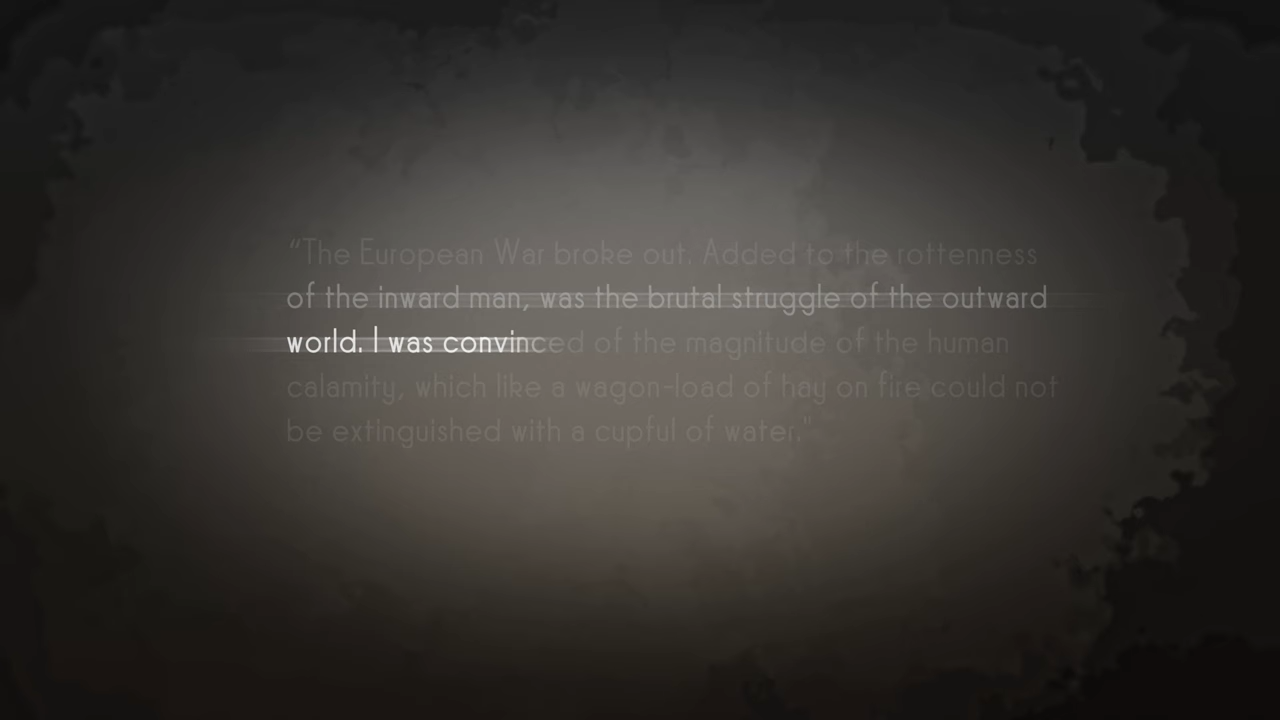 “The European War broke out. Added to the rottenness
of the inward man, was the brutal struggle of the outward
world. I was convinced of the magnitude of the human
calamity, which like a wagon-load of hay on fire could not
be extinguished with a cupful of water."